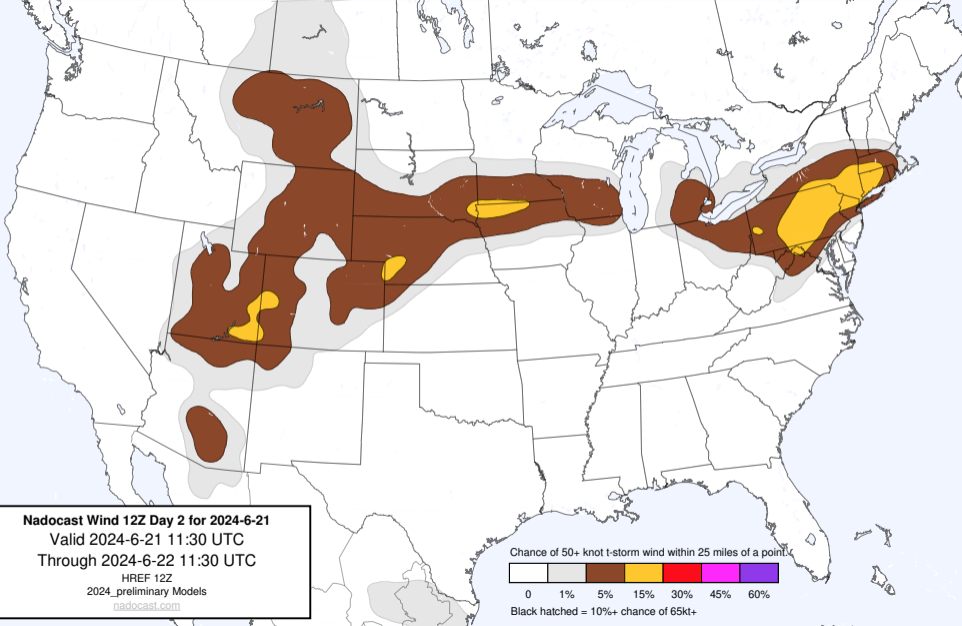 Nadocast Wind 12Z Day 2 for 2024-6-21
Valid 2024-6-21 11:30 UTC
Through 2024-6-22 11:30 UTC
HREF 12Z
2024_preliminary Models
nadocast.com
Chance of 50+ knot t-storm wind within 25 miles of a point.
0 1% 5% 15% 30% 45% 60%
Black hatched = 10%+ chance of 65kt+